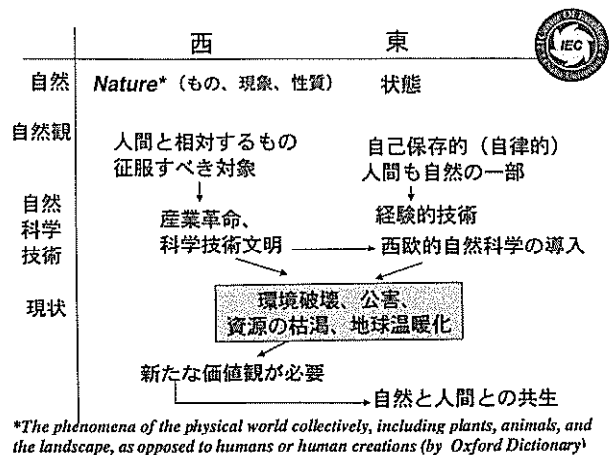 西 東
IEC
自然 Nature* (もの、現象、性質) 状態
自然観
人間と相対するもの
征服すべき対象
自己保存的（自律的）
人間も自然の一部
自然
科学
技術
産業革命、
科学技術文明
経験的技術
西欧的自然科学の導入
現状
環境破壊、公害、
資源の枯渇、地球温暖化
新たな価値観が必要
自然と人間との共生
*The phenomena of the physical world collectively, including plants, animals, and
the landscape, as opposed to humans or human creations (by Oxford Dictionary)